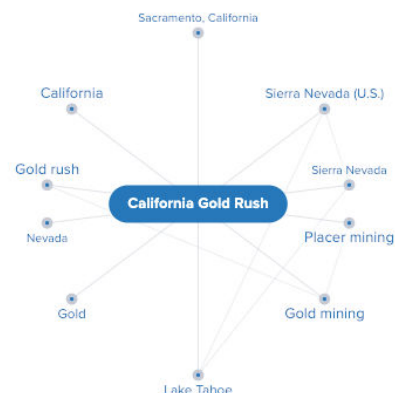 Sacramento, California
California
Sierra Nevada (U.S.)
Gold rush
Sierra Nevada
California Gold Rush
Nevada
Placer mining
Gold
Gold mining
Lake Tahoe